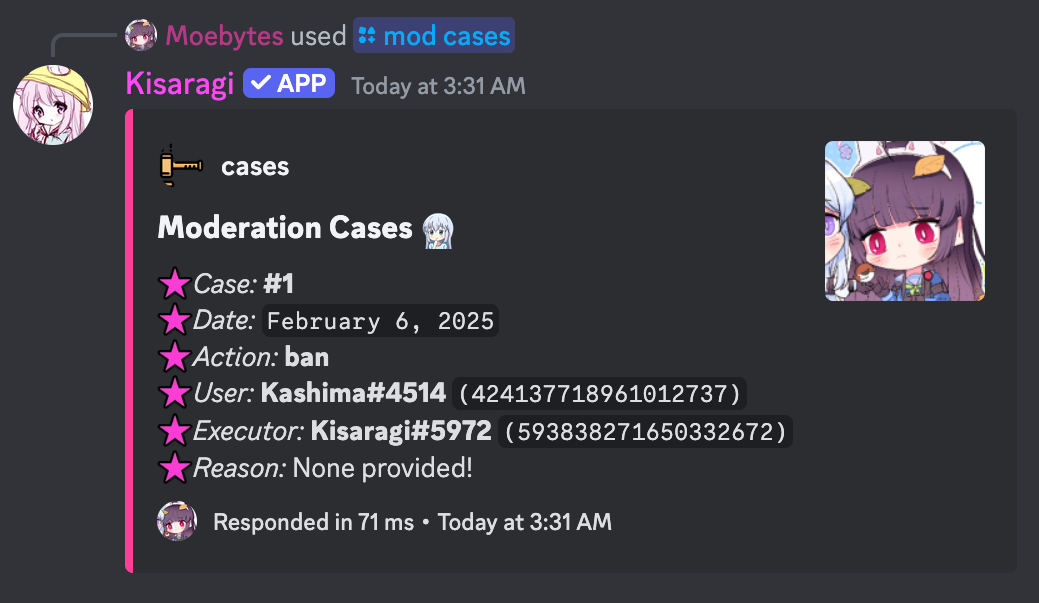 Moebytes used mod cases
Kisaragi APP Today at 3:31 AM
cases
Moderation Cases
Case: #1
Date: February 6, 2025
Action: ban
User: Kashima#4514 (424137718961012737)
Executor: Kisaragi#5972 (593838271650332672)
Reason: None provided!
Responded in 71 ms • Today at 3:31 AM